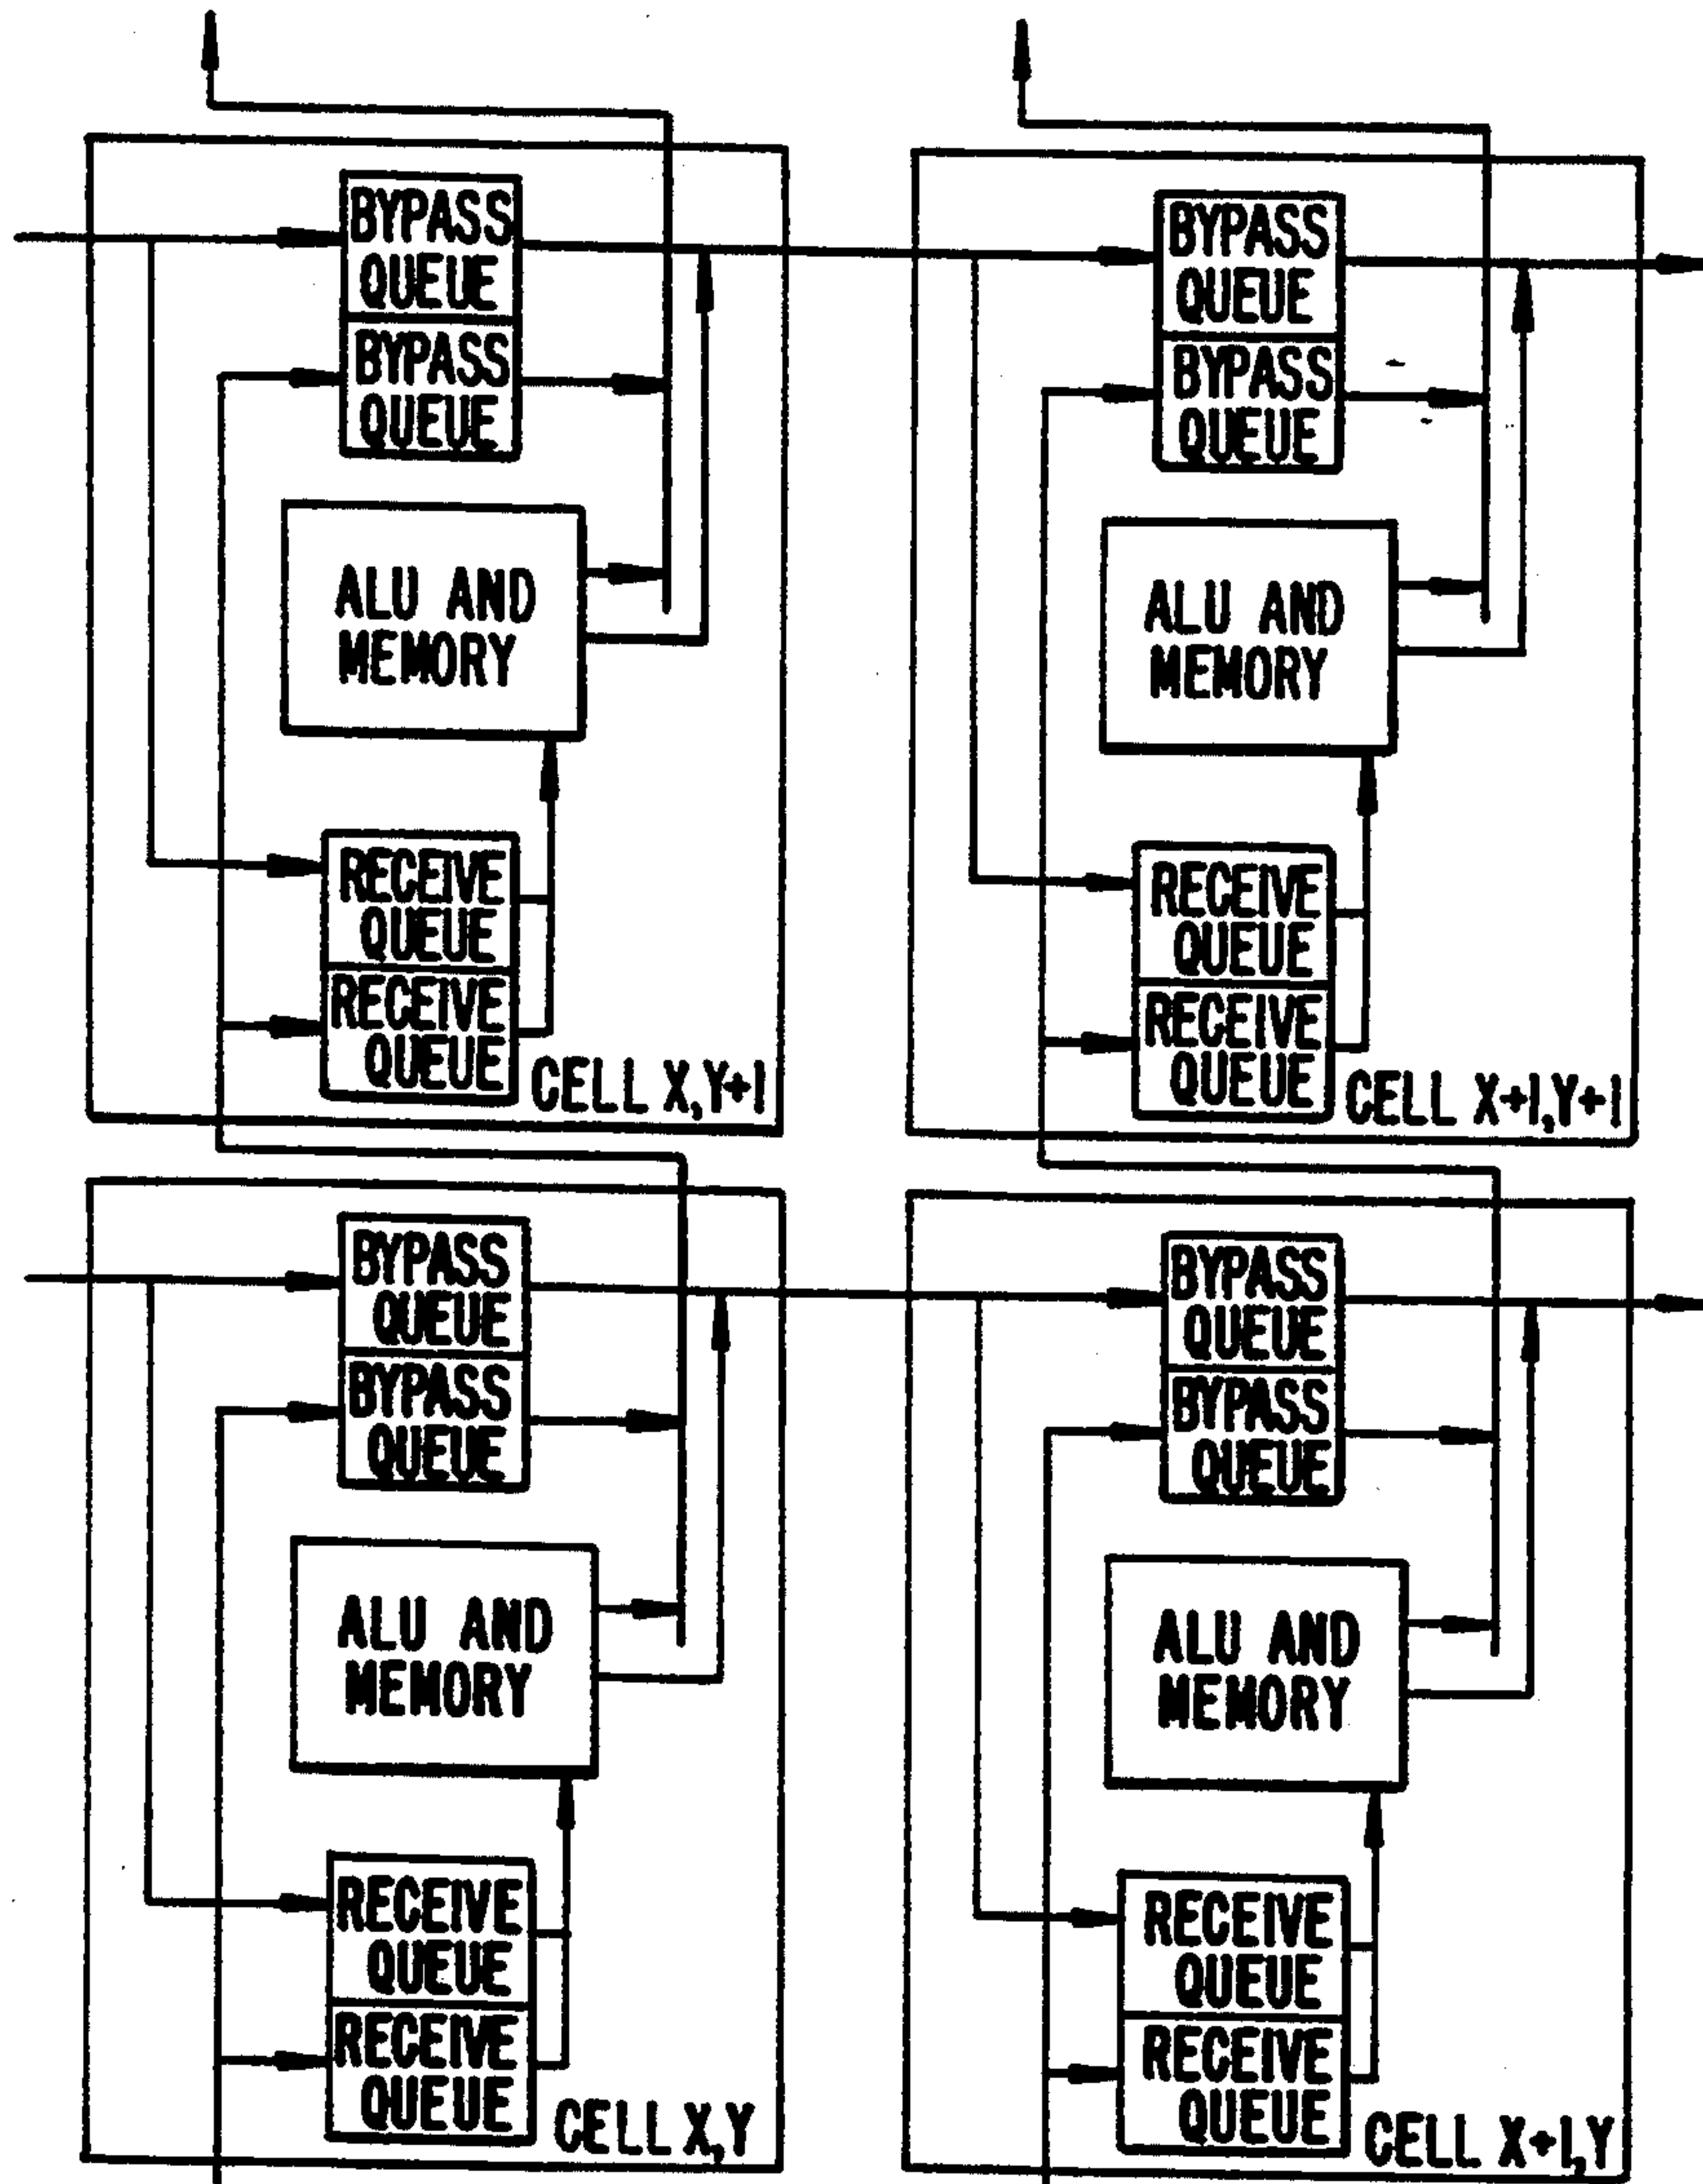 BYPASS
QUEUE
BYPASS
QUEUE
ALU AND
MEMORY
RECEIVE
QUEUE
RECEIVE
QUEUE
CELL X,Y+1
BYPASS
QUEUE
BYPASS
QUEUE
ALU AND
MEMORY
RECEIVE
QUEUE
RECEIVE
QUEUE
CELL X+1,Y+1
BYPASS
QUEUE
BYPASS
QUEUE
ALU AND
MEMORY
RECEIVE
QUEUE
RECEIVE
QUEUE
CELL X,Y
BYPASS
QUEUE
BYPASS
QUEUE
ALU AND
MEMORY
RECEIVE
QUEUE
RECEIVE
QUEUE
CELL X+1,Y